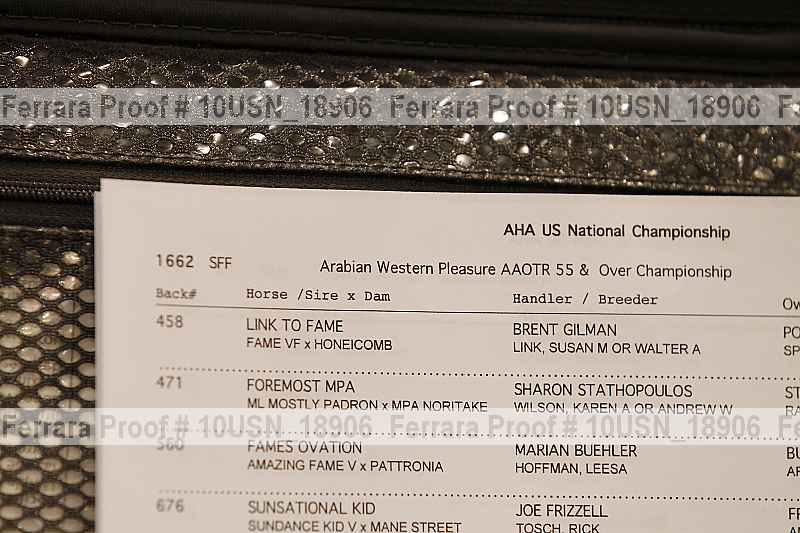 Ferrara Proof # 10USN_18906 Ferrara Proof # 10USN_18906
AHA US National Championship
1662 SFF Arabian Western Pleasure AAOTR 55 & Over Championship
Back# Horse /Sire x Dam Handler / Breeder
458 LINK TO FAME BRENT GILMAN
FAME VF x HONEICOMB LINK, SUSAN M OR WALTER A
471 FOREMOST MPA SHARON STATHOPOULOS
ML MOSTLY PADRON x MPA NORITAKE WILSON, KAREN A OR ANDREW W
Ferrara Proof # 10USN_18906 Ferrara Proof # 10USN_18906
560 FAMES OVATION MARIAN BUEHLER
AMAZING FAME V x PATTRONIA HOFFMAN, LEESA
676 SUNSATIONAL KID JOE FRIZZELL
SUNDANCE KID V x MANE STREET TOSCH, RICK